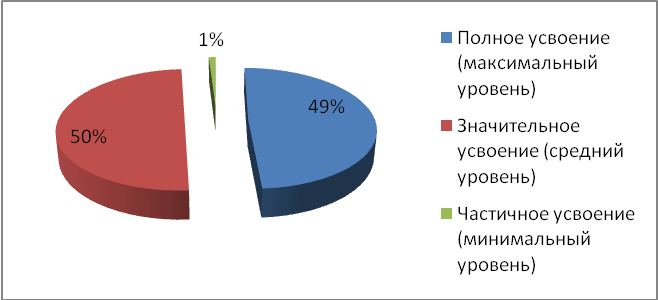 1%
49%
50%
Полное усвоение
(максимальный
уровень)
Значительное
усвоение (средний
уровень)
Частичное усвоение
(минимальный
уровень)